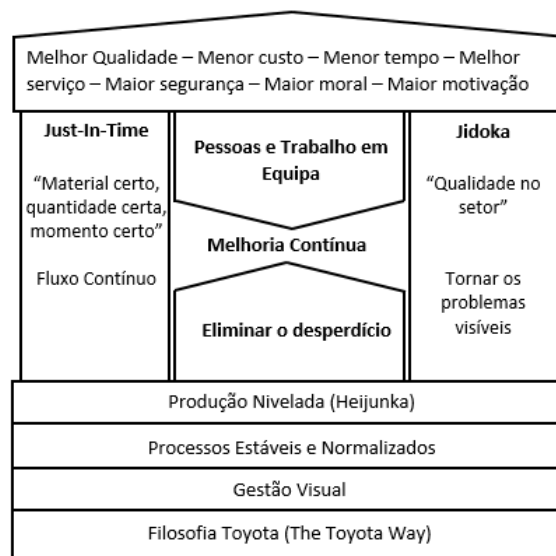 Melhor Qualidade – Menor custo – Menor tempo – Melhor
serviço – Maior segurança – Maior moral – Maior motivação
Just-In-Time
“Material certo,
quantidade certa,
momento certo”
Fluxo Contínuo
Pessoas e Trabalho em
Equipa
Melhoria Contínua
Eliminar o desperdício
Jidoka
“Qualidade no
setor”
Tornar os
problemas
visíveis
Produção Nivelada (Heijunka)
Processos Estáveis e Normalizados
Gestão Visual
Filosofia Toyota (The Toyota Way)